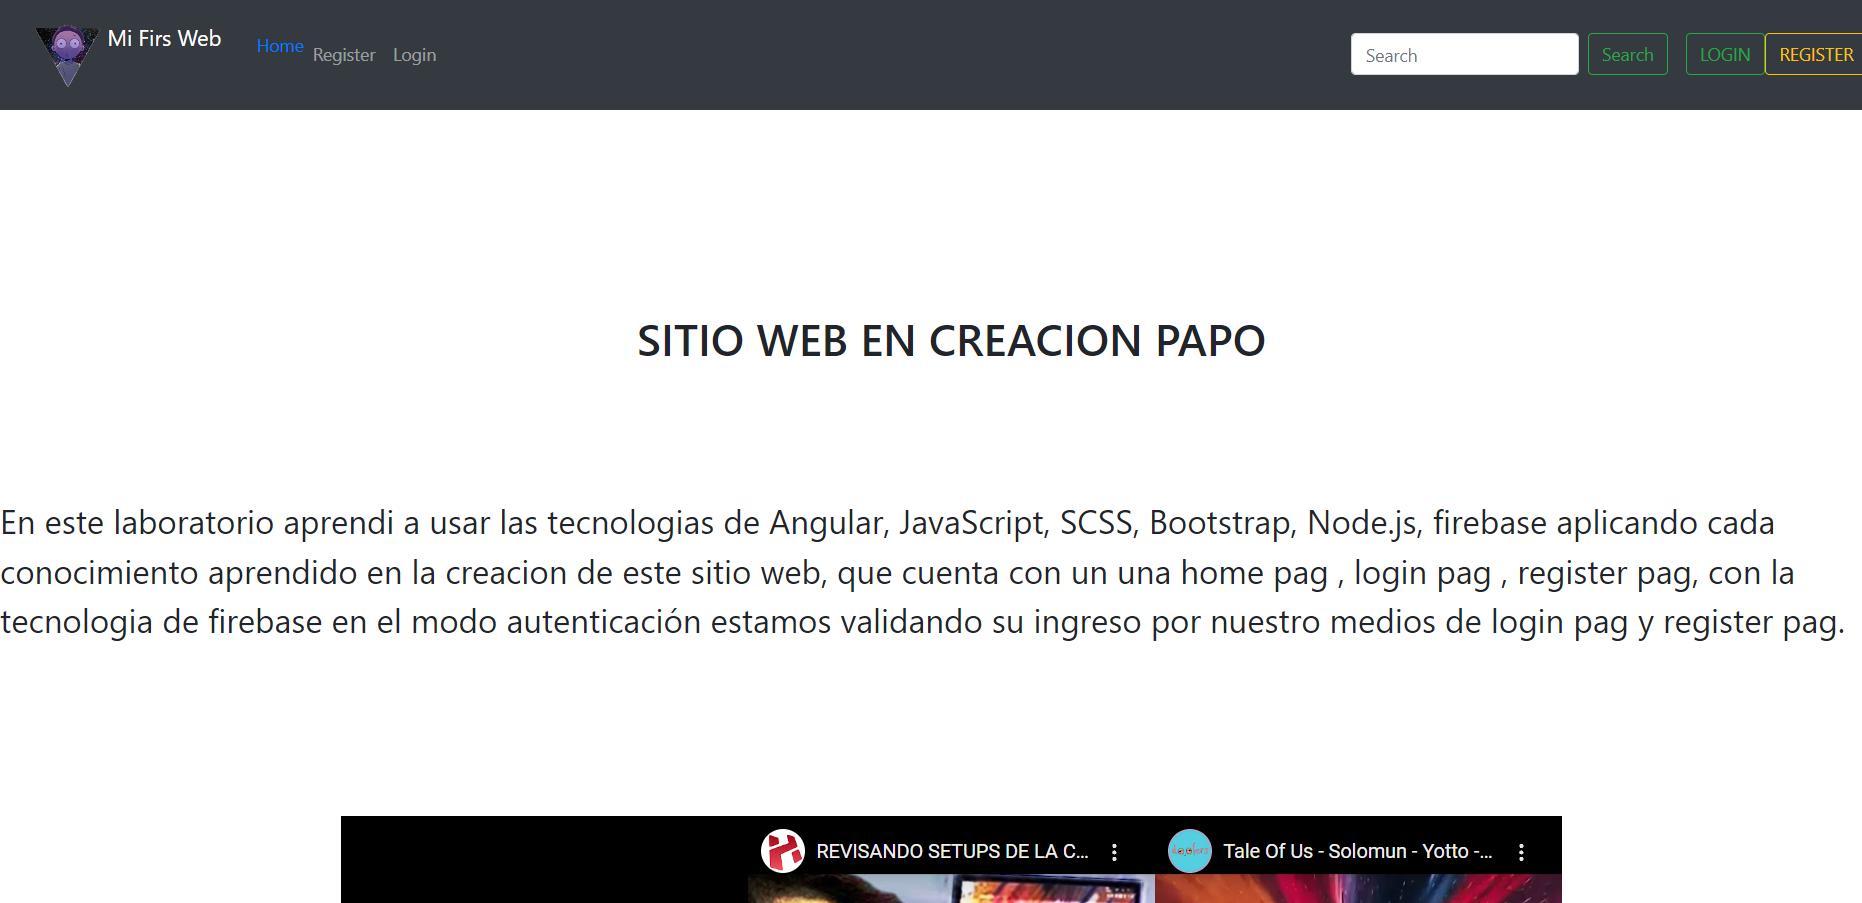 Mi Firs Web
Home Register Login
Search Search LOGIN REGISTER
SITIO WEB EN CREACION PAPO
En este laboratorio aprendi a usar las tecnologias de Angular, JavaScript, SCSS, Bootstrap, Node.js, firebase aplicando cada
conocimiento aprendido en la creacion de este sitio web, que cuenta con un una home pag , login pag , register pag, con la
tecnologia de firebase en el modo autenticación estamos validando su ingreso por nuestro medios de login pag y register pag.
REVISANDO SETUPS DE LA C...
Tale Of Us - Solomun - Yotto -...